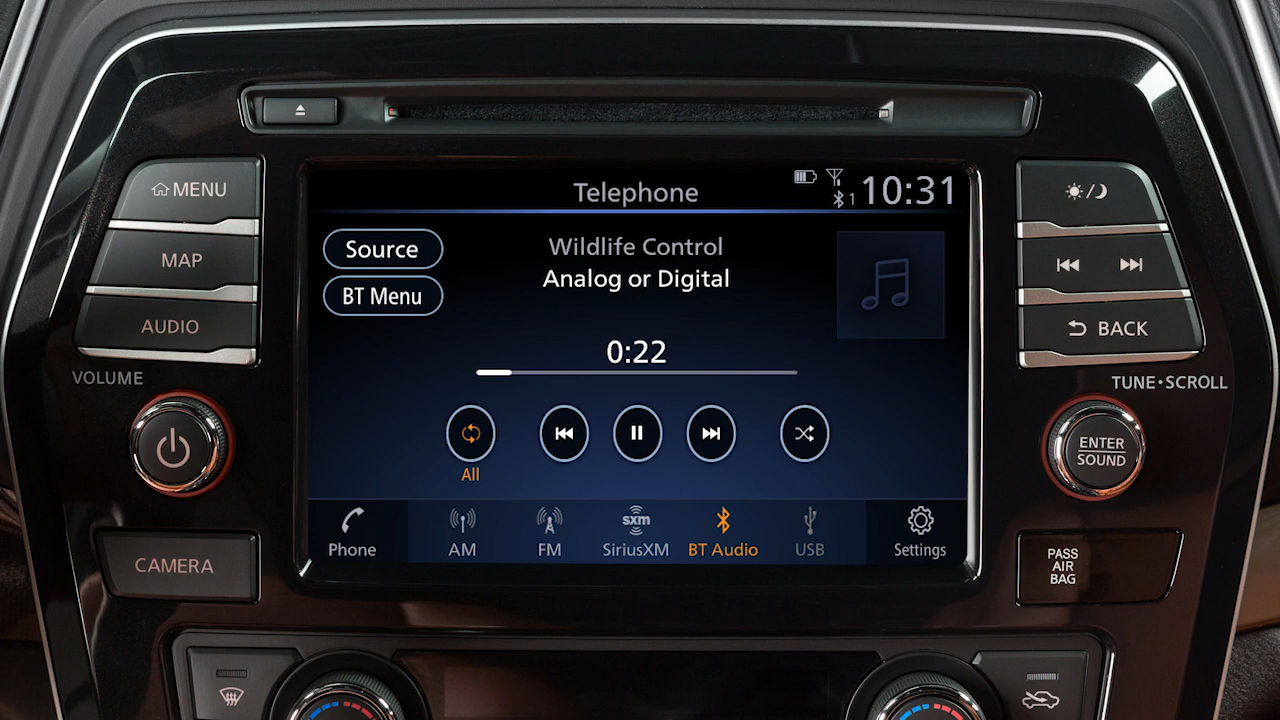 MENU
MAP
AUDIO
VOLUME
CAMERA
Telephone
1 10:31
Source
BT Menu
Wildlife Control
Analog or Digital
0:22
All
Phone
AM
FM
sxm
SiriusXM
BT Audio
USB
Settings
BACK
TUNE•SCROLL
ENTER
SOUND
PASS
AIR
BAG